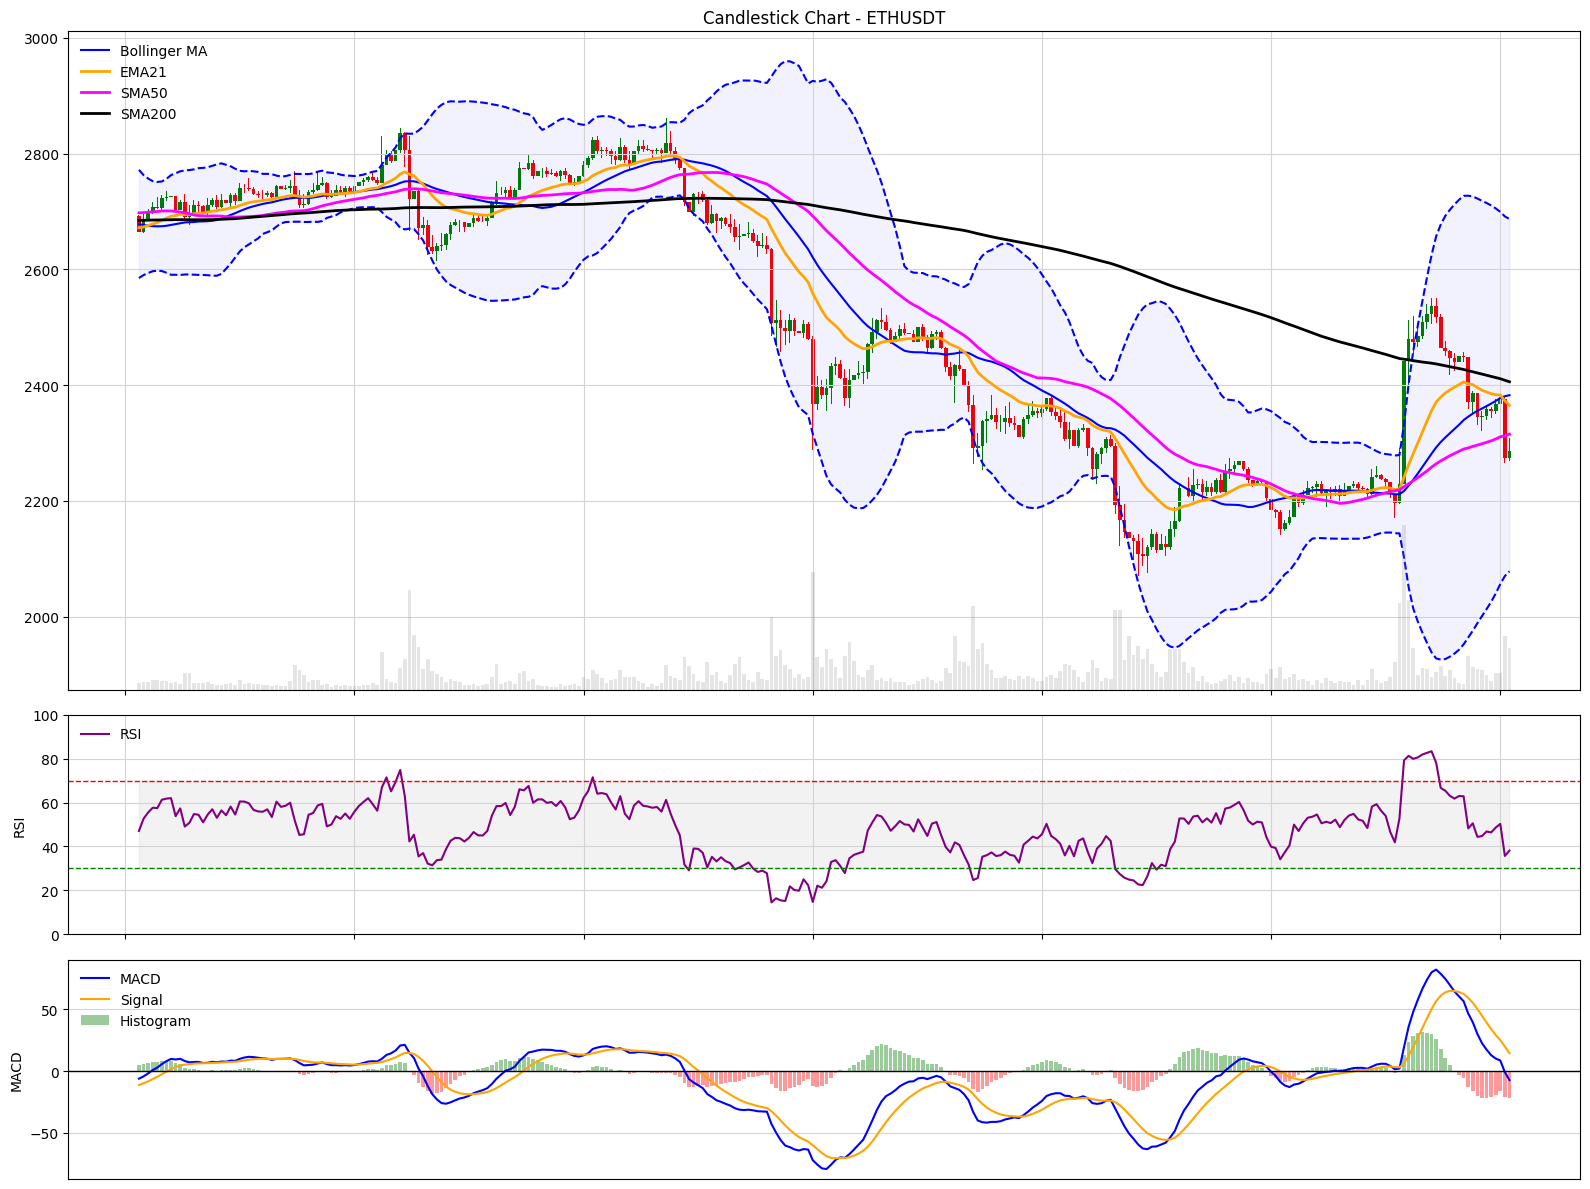 Candlestick Chart - ETHUSDT
3000
2800
2600
2400
2200
2000
Bollinger MA
EMA21
SMA50
SMA200
100
80
60
40
20
0
RSI
RSI
50
0
−50
MACD
MACD
Signal
Histogram